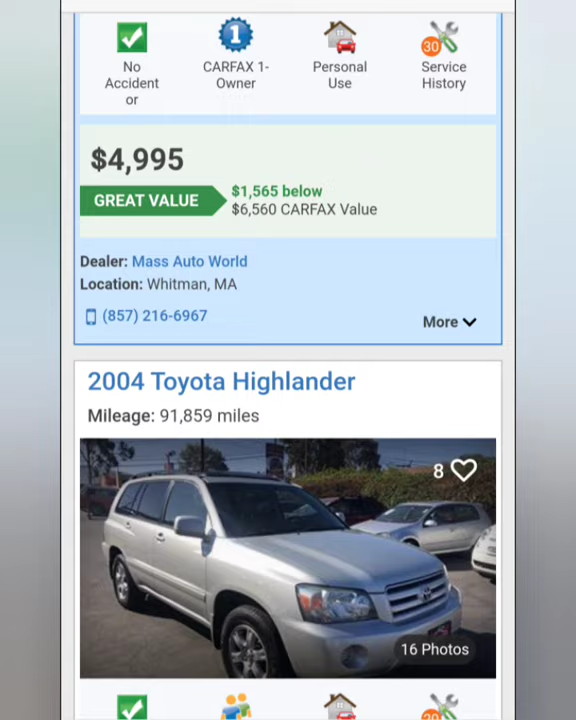 No
Accident
or
1
CARFAX 1-
Owner
Personal
Use
30
Service
History
$4,995
GREAT VALUE
$1,565 below
$6,560 CARFAX Value
Dealer: Mass Auto World
Location: Whitman, MA
(857) 216-6967
More
2004 Toyota Highlander
Mileage: 91,859 miles
8
16 Photos